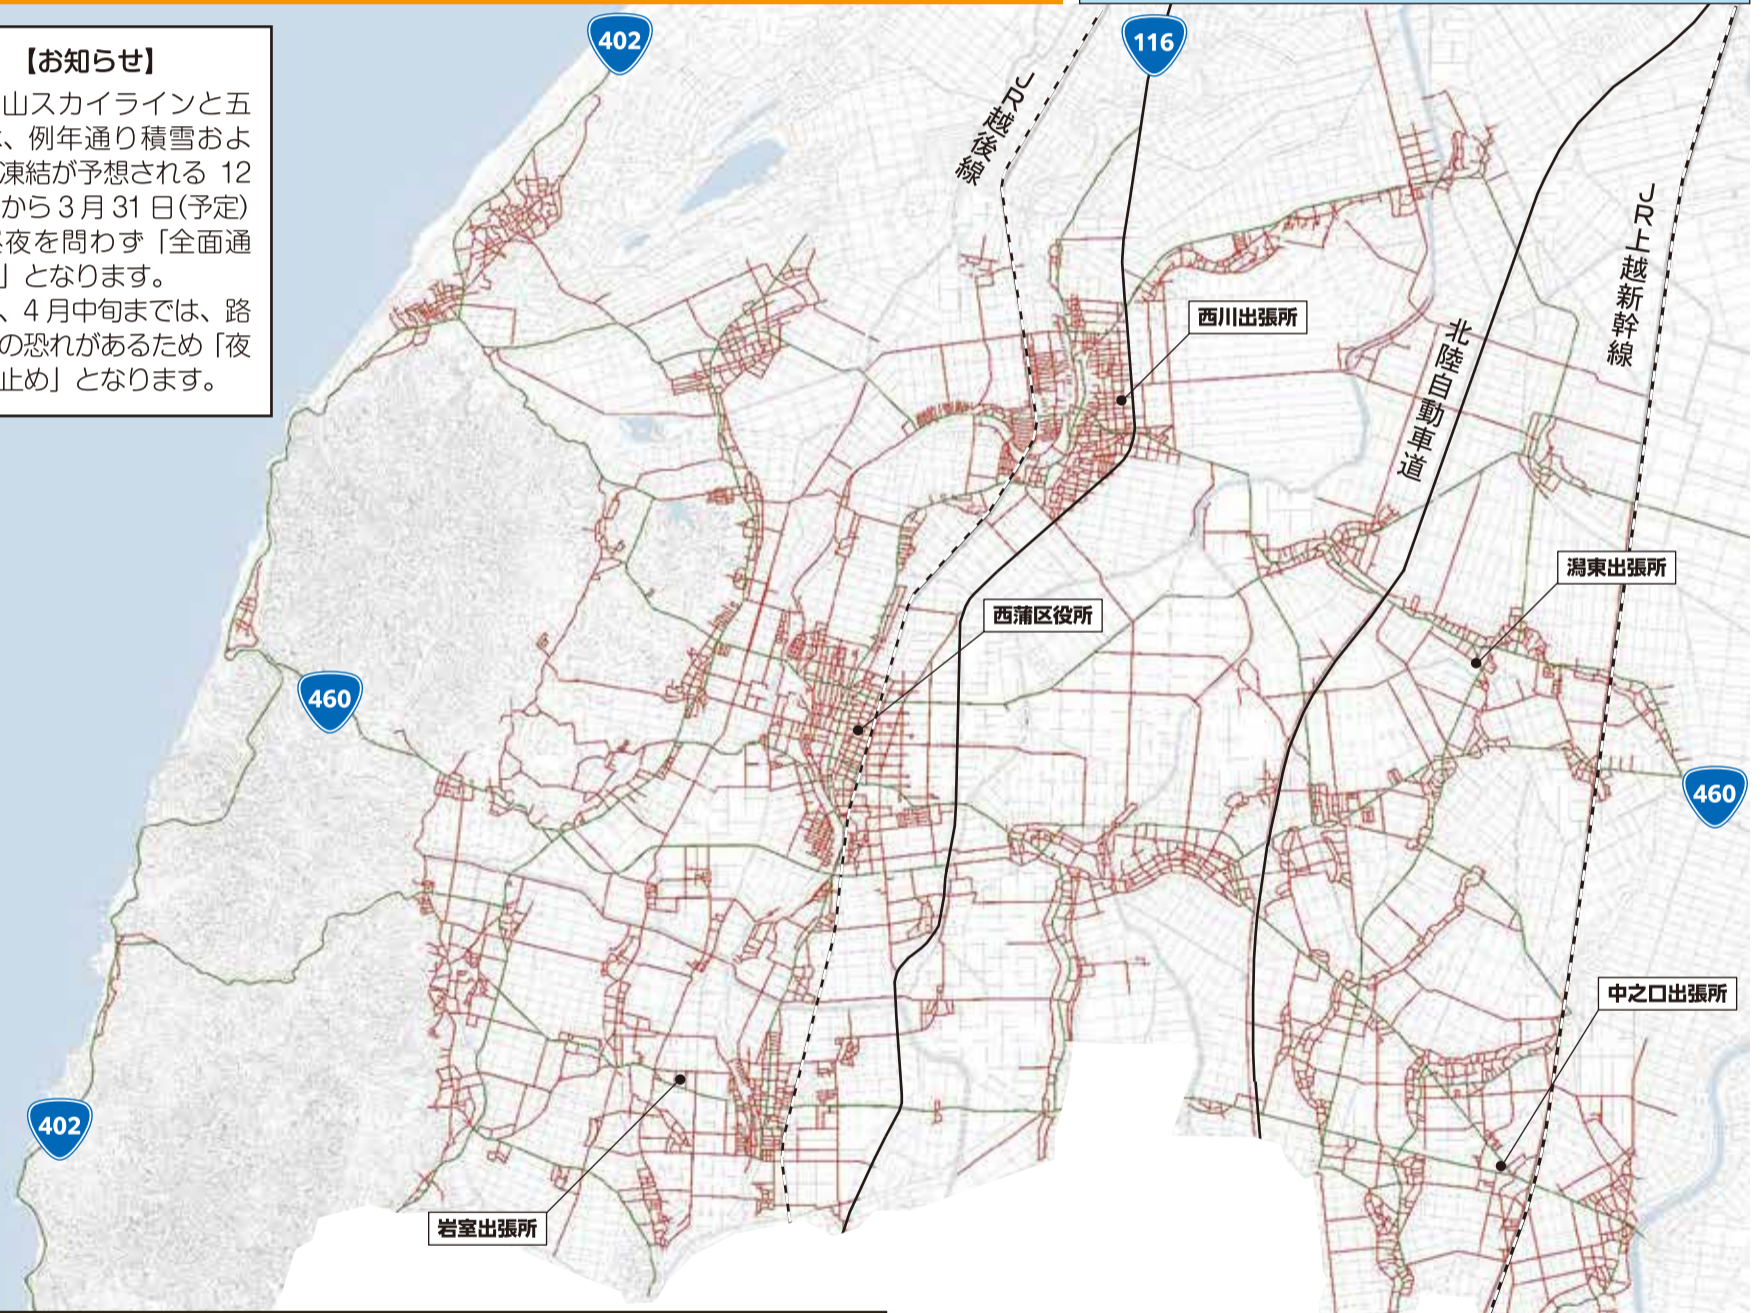 【お知らせ】
山スカイラインと五
、例年通り積雪およ
凍結が予想される 12
から3月31日(予定)
夜を問わず「全面通
」となります。
、4月中旬までは、路
の恐れがあるため「夜
止め」となります。
402
116
JR越後線
JR上越新幹線
西川出張所
北陸自動車道
潟東出張所
西蒲区役所
460
460
中之口出張所
402
岩室出張所